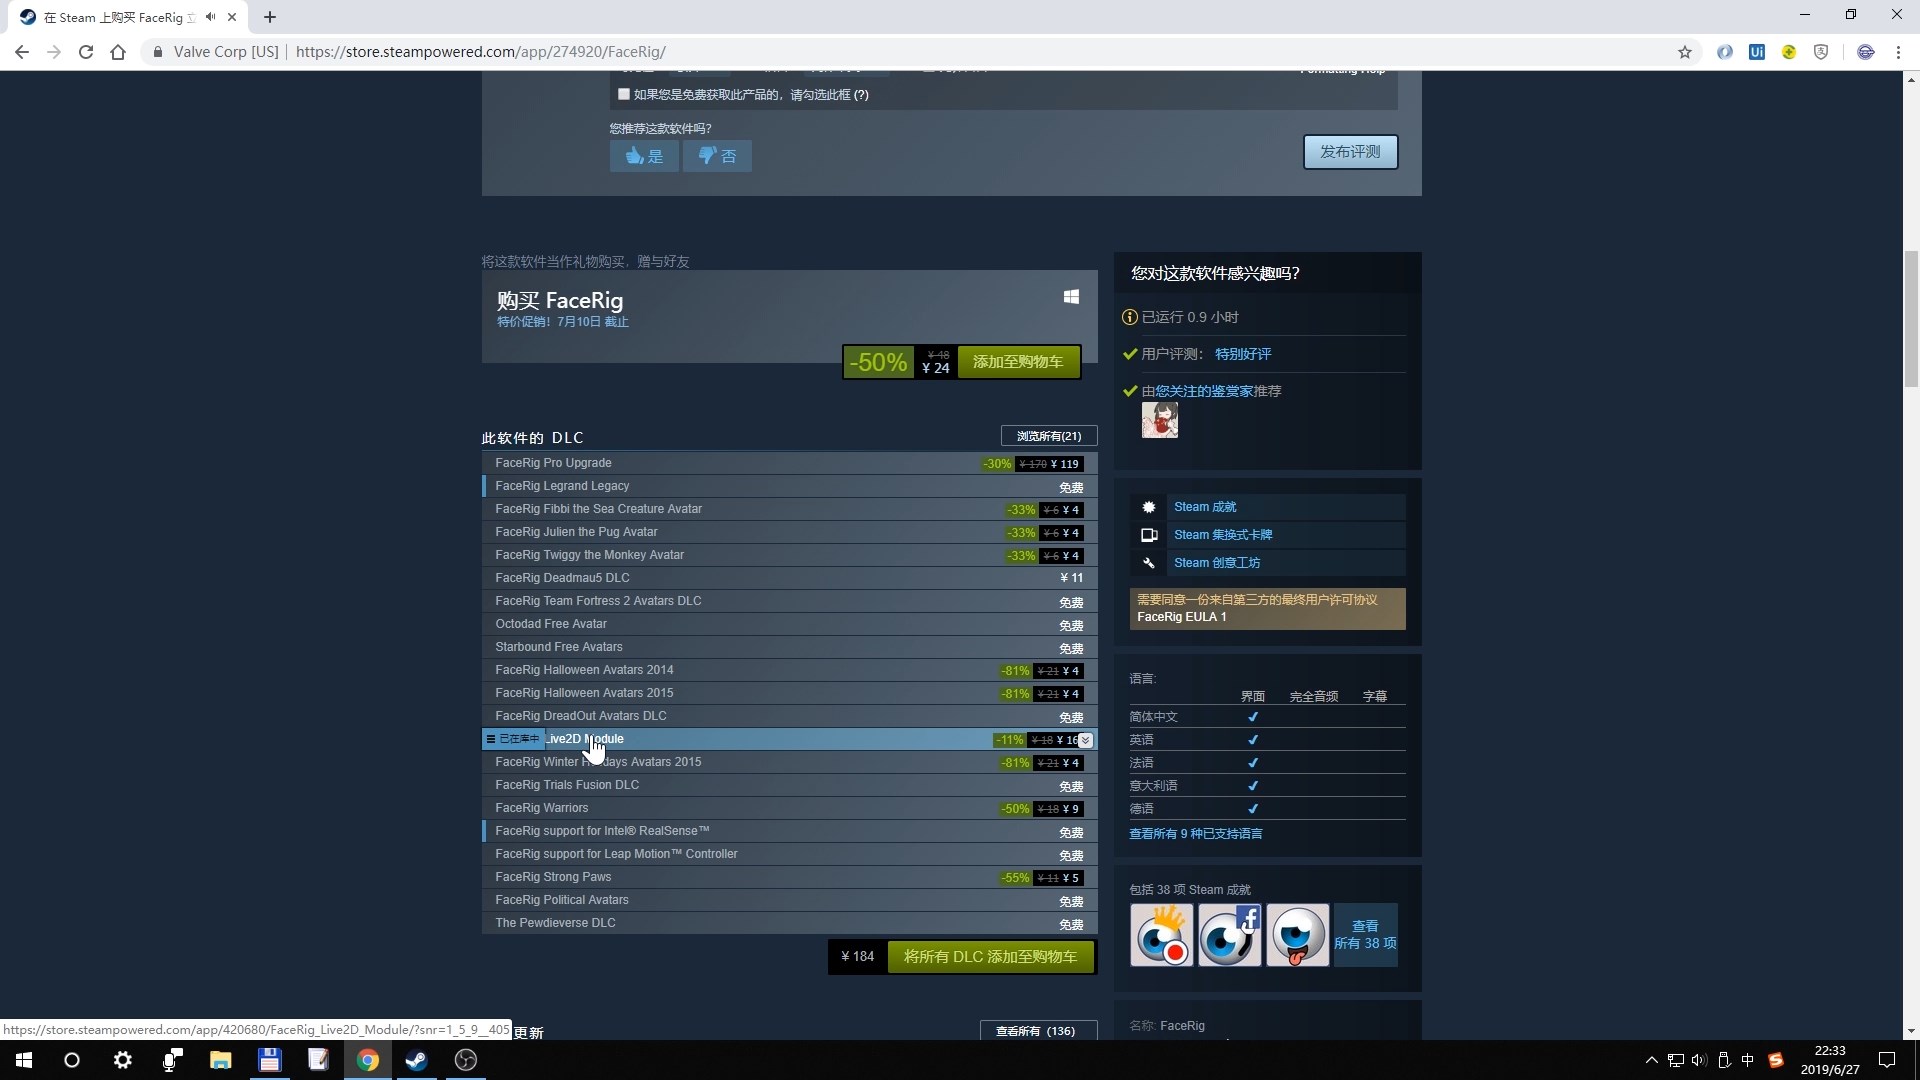 在 Steam 上购买 FaceRig 立
Valve Corp [US]
https://store.steampowered.com/app/274920/FaceRig/
Formatting Help
如果您是免费获取此产品的，请勾选此框 (?)
您推荐这款软件吗?
是
否
发布评测
将这款软件当作礼物购买，赠与好友
购买 FaceRig
特价促销！7月10日 截止
-50%
¥ 48
¥ 24
添加至购物车
此软件的 DLC
浏览所有(21)
FaceRig Pro Upgrade -30% ¥ 170 ¥ 119
FaceRig Legrand Legacy 免费
FaceRig Fibbi the Sea Creature Avatar -33% ¥ 6 ¥ 4
FaceRig Julien the Pug Avatar -33% ¥ 6 ¥ 4
FaceRig Twiggy the Monkey Avatar -33% ¥ 6 ¥ 4
FaceRig Deadmau5 DLC ¥ 11
FaceRig Team Fortress 2 Avatars DLC 免费
Octodad Free Avatar 免费
Starbound Free Avatars 免费
FaceRig Halloween Avatars 2014 -81% ¥ 21 ¥ 4
FaceRig Halloween Avatars 2015 -81% ¥ 21 ¥ 4
FaceRig DreadOut Avatars DLC 免费
已在库中 Live2D Module -11% ¥ 18 ¥ 16
FaceRig Winter Holidays Avatars 2015 -81% ¥ 21 ¥ 4
FaceRig Trials Fusion DLC 免费
FaceRig Warriors -50% ¥ 18 ¥ 9
FaceRig support for Intel® RealSense™ 免费
FaceRig support for Leap Motion™ Controller 免费
FaceRig Strong Paws -55% ¥ 11 ¥ 5
FaceRig Political Avatars 免费
The Pewdieverse DLC 免费
¥ 184
将所有 DLC 添加至购物车
更新
查看所有 (136)
您对这款软件感兴趣吗?
已运行 0.9 小时
用户评测： 特别好评
由您关注的鉴赏家推荐
Steam 成就
Steam 集换式卡牌
Steam 创意工坊
需要同意一份来自第三方的最终用户许可协议
FaceRig EULA 1
语言:
界面 完全音频 字幕
简体中文
英语
法语
意大利语
德语
查看所有 9 种已支持语言
包括 38 项 Steam 成就
查看
所有 38 项
名称: FaceRig
https://store.steampowered.com/app/420680/FaceRig_Live2D_Module/?snr=1_5_9__405
中
22:33
2019/6/27